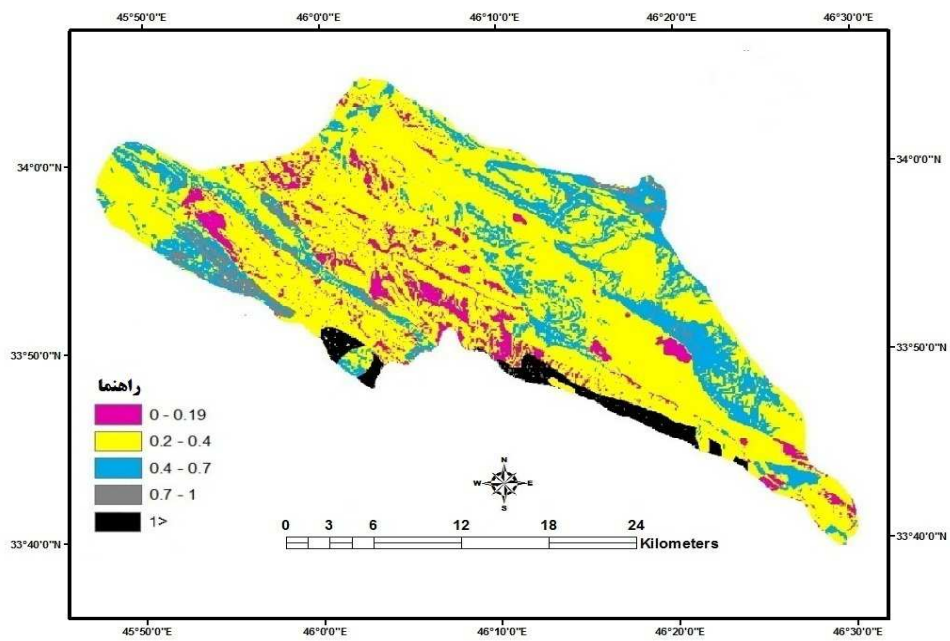 45°50'0"E 46°0'0"E 46°10'0"E 46°20'0"E 46°30'0"E
34°0'0"N 34°0'0"N
33°50'0"N 33°50'0"N
راهنما
0 - 0.19
0.2 - 0.4
0.4 - 0.7
0.7 - 1
1>
N
W E
S
0 3 6 12 18 24
Kilometers
33°40'0"N 33°40'0"N
45°50'0"E 46°0'0"E 46°10'0"E 46°20'0"E 46°30'0"E